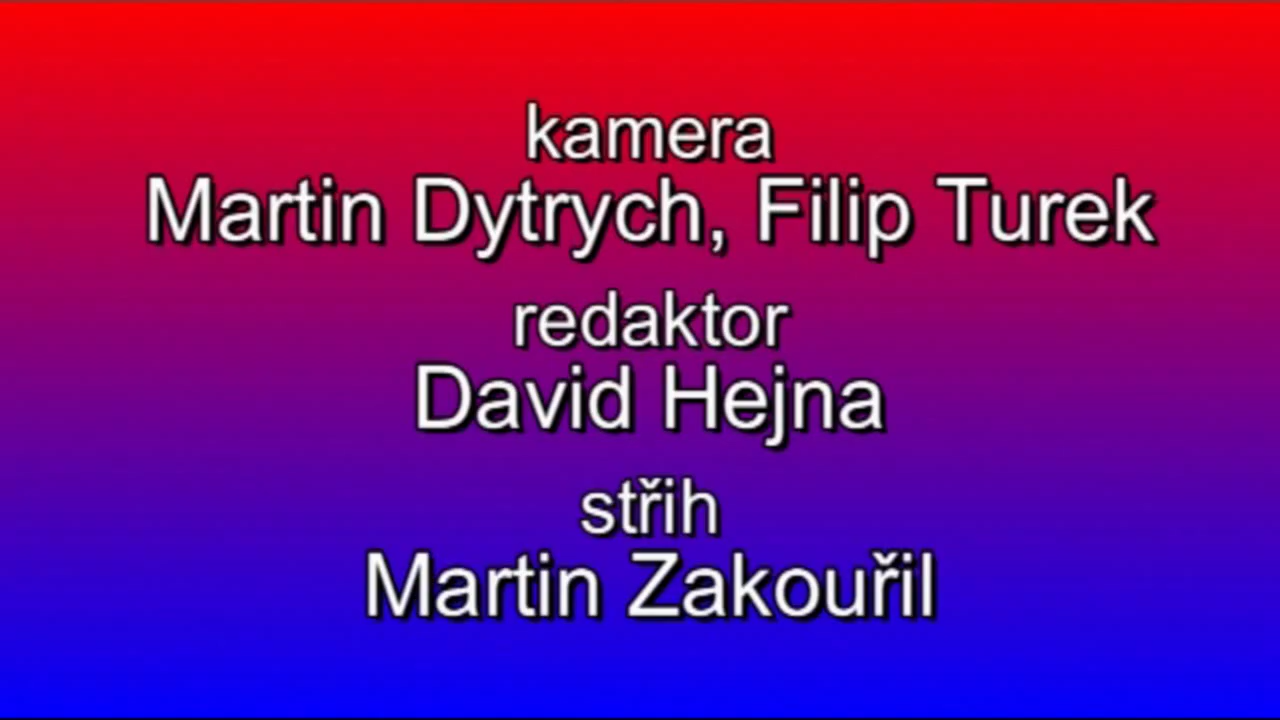 kamera
Martin Dytrych, Filip Turek
redaktor
David Hejna
střih
Martin Zakouřil